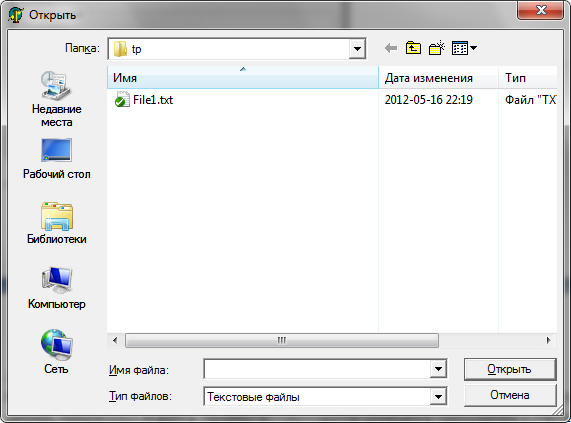 Открыть
Папка: tp
Имя Дата изменения Тип
File1.txt 2012-05-16 22:19 Файл "TX
Недавние места
Рабочий стол
Библиотеки
Компьютер
Сеть
Имя файла: Открыть
Тип файлов: Текстовые файлы Отмена